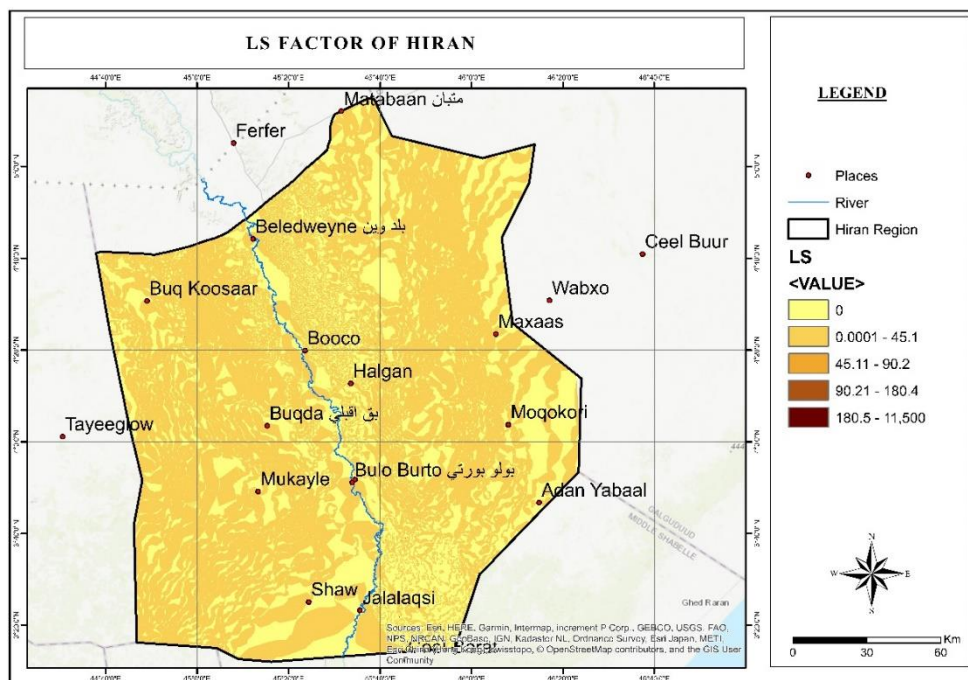 LS FACTOR OF HIRAN
44°40'0"E 45°0'0"E 45°20'0"E 45°40'0"E 46°0'0"E 46°20'0"E 46°40'0"E
Matabaan متبان
Ferfer
Beledweyne بلد وين
Ceel Buur
Buq Koosaar
Wabxo
Maxaas
Booco
Halgan
Buqda بق اقبلي
Moqokori
Tayeeglow
Bulo Burto بولو بورتي
Mukayle
Adan Yabaal
GALGUDUUD
MIDDLE SHABELLE
Shaw
Jalalaqsi
Ghed Raran
Sources: Esri, HERE, Garmin, Intermap, increment P Corp., GEBCO, USGS, FAO,
NPS, NRCAN, GeoBase, IGN, Kadaster NL, Ordnance Survey, Esri Japan, METI,
swisstopo, © OpenStreetMap contributors, and the GIS User
Community
LEGEND
Places
River
Hiran Region
LS
<VALUE>
0
0.0001 - 45.1
45.11 - 90.2
90.21 - 180.4
180.5 - 11,500
N
W E
S
Km
0 30 60